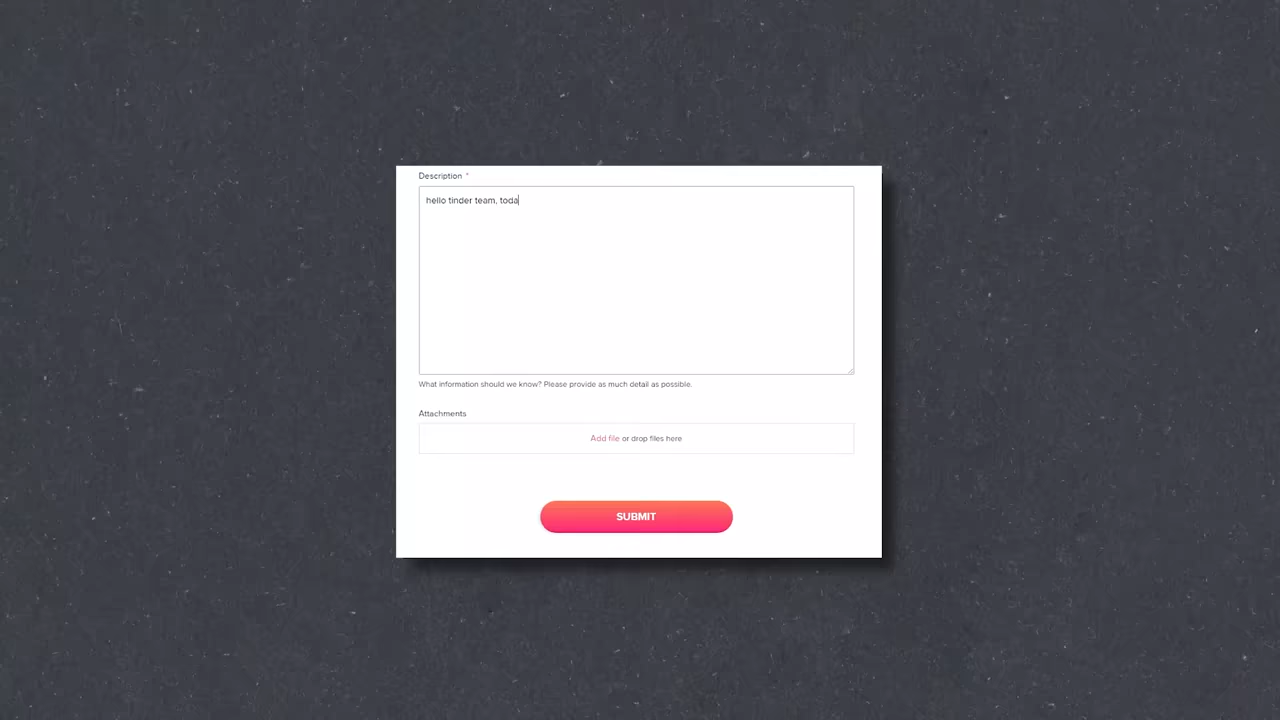 Description *
hello tinder team, toda
What information should we know? Please provide as much detail as possible.
Attachments
Add file or drop files here
SUBMIT